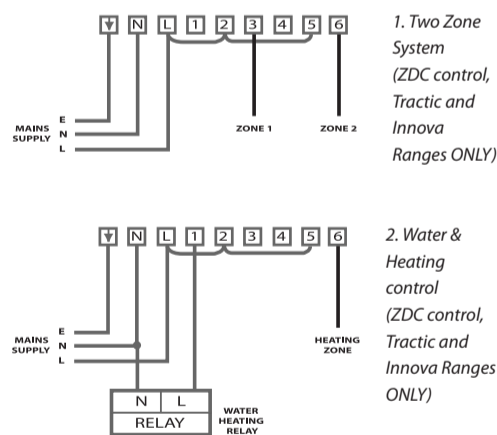 N L 1 2 3 4 5 6
1. Two Zone
System
(ZDC control,
Tractic and
Innova
Ranges ONLY)
MAINS
SUPPLY
E
N
L
ZONE 1
ZONE 2
N L 1 2 3 4 5 6
2. Water &
Heating
control
(ZDC control,
Tractic and
Innova Ranges
ONLY)
MAINS
SUPPLY
E
N
L
HEATING
ZONE
N L
RELAY
WATER
HEATING
RELAY